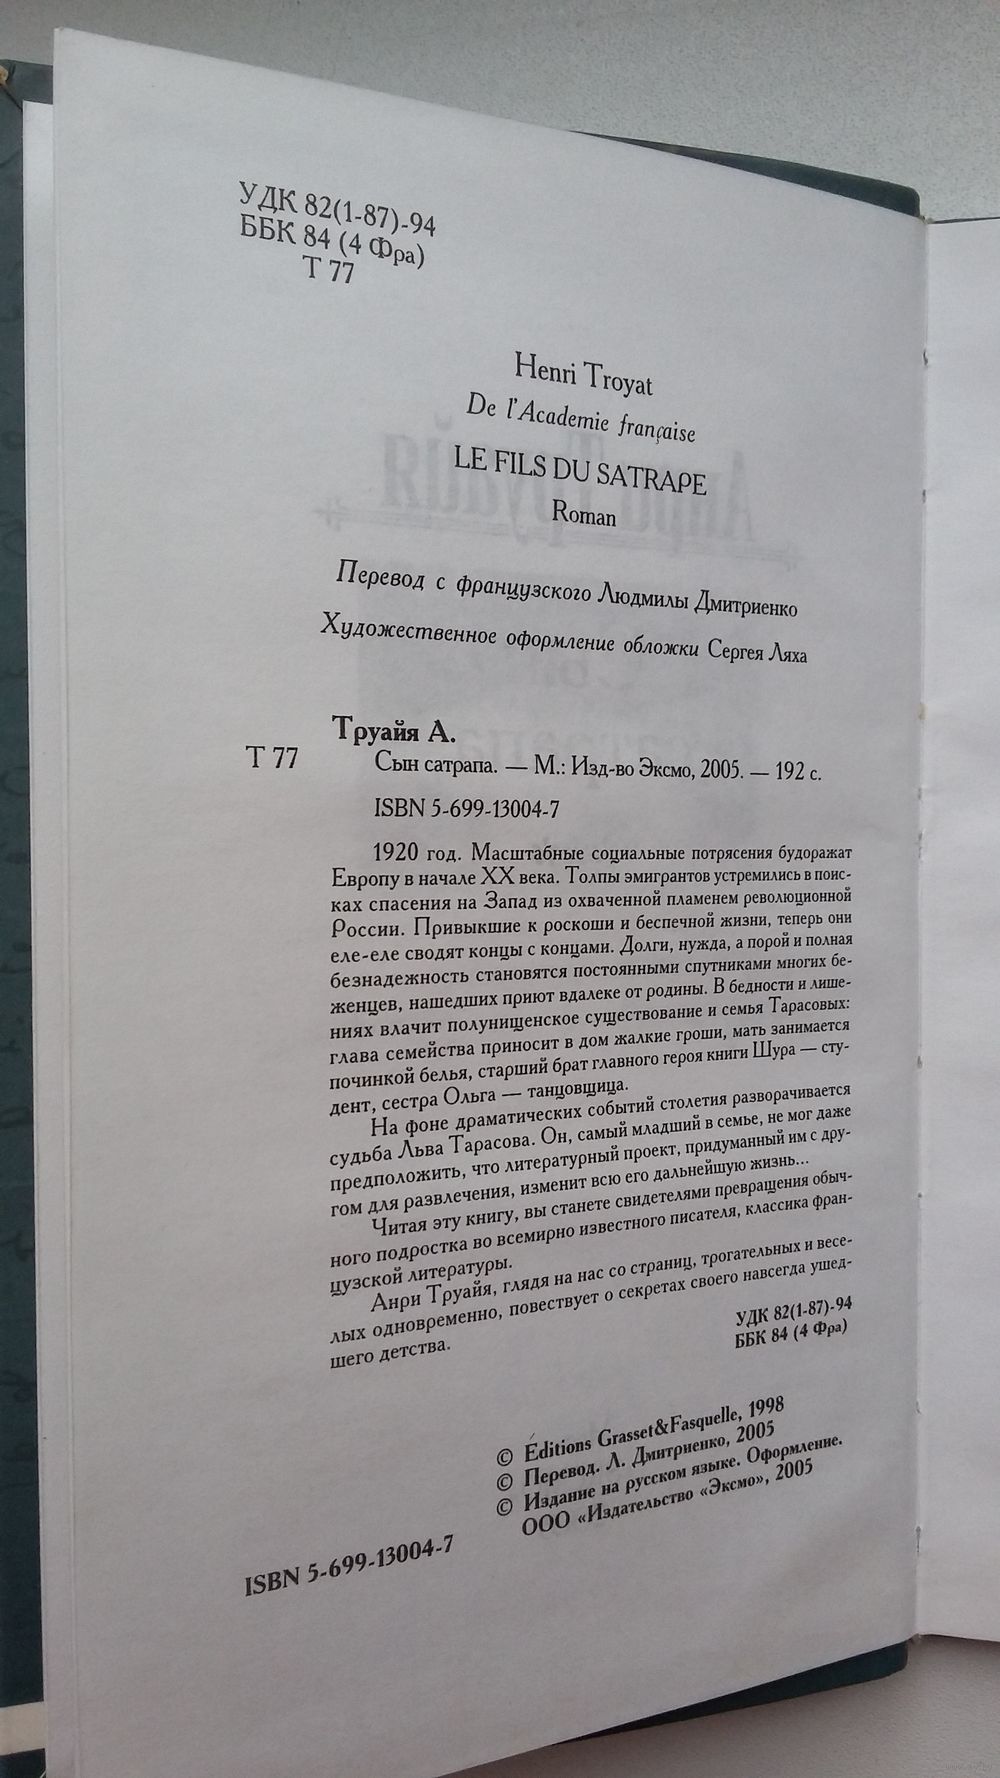 УДК 82(1-87)-94
ББК 84 (4 Фра)
Т 77
Henri Troyat
De l'Academie française
LE FILS DU SATRAPE
Roman
Перевод с французского Людмилы Дмитриенко
Художественное оформление обложки Сергея Ляха
Труайя А.
Т 77 Сын сатрапа. — М.: Изд-во Эксмо, 2005. — 192 с.
ISBN 5-699-13004-7
1920 год. Масштабные социальные потрясения будоражат
Европу в начале XX века. Толпы эмигрантов устремились в поис-
ках спасения на Запад из охваченной пламенем революционной
России. Привыкшие к роскоши и беспечной жизни, теперь они
еле-еле сводят концы с концами. Долги, нужда, а порой и полная
безнадежность становятся постоянными спутниками многих бе-
женцев, нашедших приют вдалеке от родины. В бедности и лише-
ниях влачит полунищенское существование и семья Тарасовых:
глава семейства приносит в дом жалкие гроши, мать занимается
починкой белья, старший брат главного героя книги Шура — сту-
дент, сестра Ольга — танцовщица.
На фоне драматических событий столетия разворачивается
судьба Льва Тарасова. Он, самый младший в семье, не мог даже
предположить, что литературный проект, придуманный им с дру-
гом для развлечения, изменит всю его дальнейшую жизнь...
Читая эту книгу, вы станете свидетелями превращения обыч-
ного подростка во всемирно известного писателя, классика фран-
цузской литературы.
Анри Труайя, глядя на нас со страниц, трогательных и весе-
лых одновременно, повествует о секретах своего навсегда ушед-
шего детства.
УДК 82(1-87)-94
ББК 84 (4 Фра)
© Éditions Grasset&Fasquelle, 1998
© Перевод. Л. Дмитриенко, 2005
© Издание на русском языке. Оформление.
ООО «Издательство «Эксмо», 2005
ISBN 5-699-13004-7